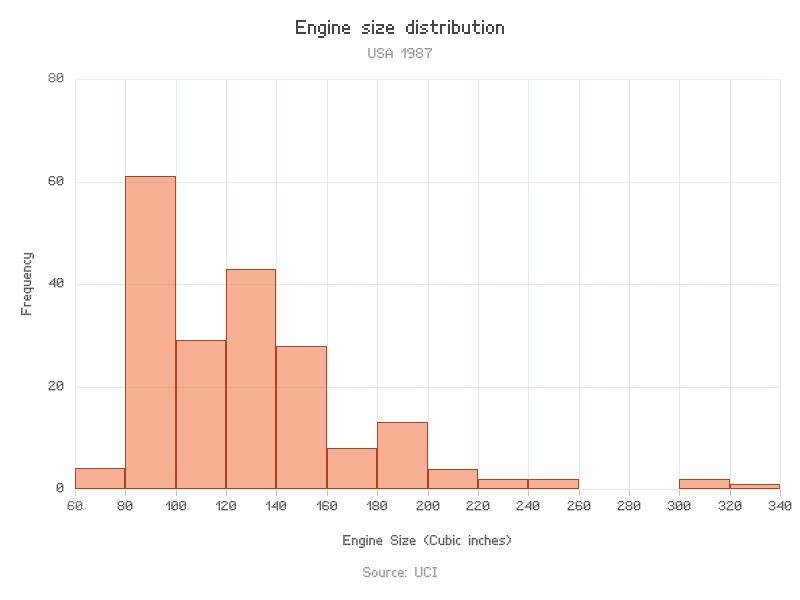 Engine size distribution
USA 1987
80
60
40
20
0
Frequency
60 80 100 120 140 160 180 200 220 240 260 280 300 320 340
Engine Size (Cubic inches)
Source: UCI